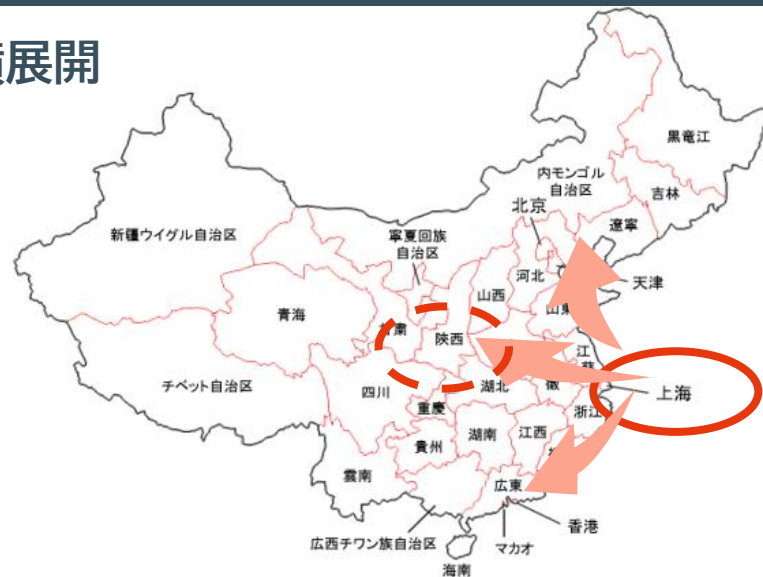 展開
黒竜江
内モンゴル
自治区
吉林
北京
遼寧
新疆ウイグル自治区
寧夏回族
自治区
河北
天津
山西
青海
陝西
江
チベット自治区
四川
湖北
上海
重慶
浙江
貴州
湖南
江西
雲南
広東
香港
広西チワン族自治区
マカオ
海南